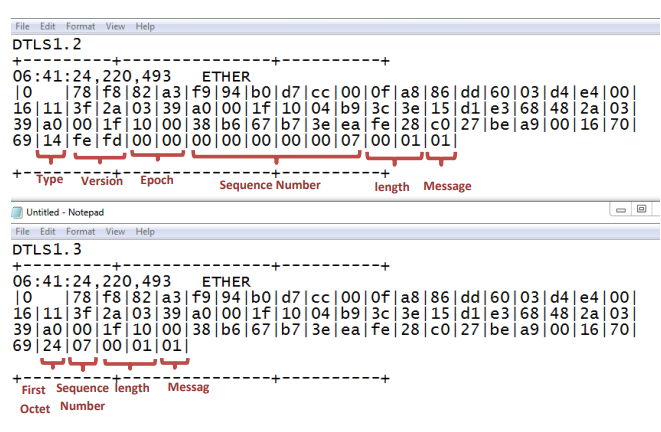 File Edit Format View Help
DTLS1.2
+---------+---------------+----------+
06:41:24,220,493   ETHER
|0   |78|f8|82|a3|f9|94|b0|d7|cc|00|0f|a8|86|dd|60|03|d4|e4|00|
16|11|3f|2a|03|39|a0|00|1f|10|04|b9|3c|3e|15|d1|e3|68|48|2a|03|
39|a0|00|1f|10|00|38|b6|67|b7|3e|ea|fe|28|c0|27|be|a9|00|16|70|
69|14|fe|fd|00|00|00|00|00|00|00|07|00|01|01|
+---------+---------------+----------+
Type Version Epoch Sequence Number length Message
Untitled - Notepad
File Edit Format View Help
DTLS1.3
+---------+---------------+----------+
06:41:24,220,493   ETHER
|0   |78|f8|82|a3|f9|94|b0|d7|cc|00|0f|a8|86|dd|60|03|d4|e4|00|
16|11|3f|2a|03|39|a0|00|1f|10|04|b9|3c|3e|15|d1|e3|68|48|2a|03|
39|a0|00|1f|10|00|38|b6|67|b7|3e|ea|fe|28|c0|27|be|a9|00|16|70|
69|24|07|00|01|01|
+---------+---------------+----------+
First Sequence length Messag
Octet Number